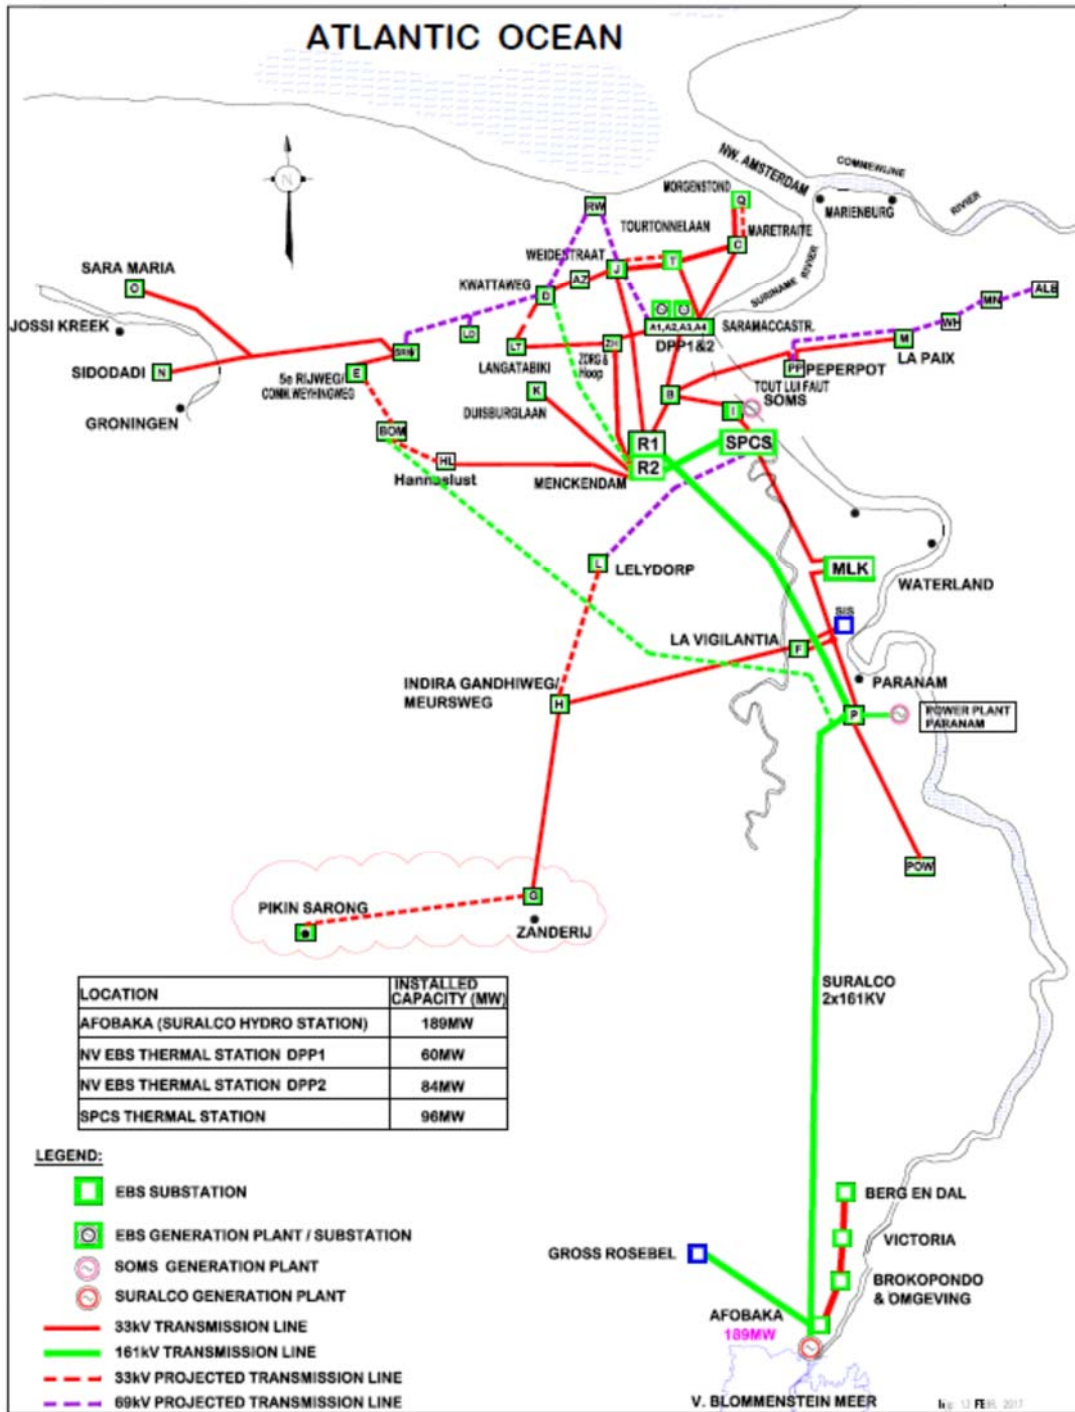 ATLANTIC OCEAN
NW. AMSTERDAM
COMMEWIJNE
RIVIER
MARIENBURG
MORGENSTOND
Q
RW
TOURTONNELAAN
MARETRAITE
C
WEIDESTRAAT
J
T
AZ
KWATTAWEG
D
SURINAME RIVIER
SARA MARIA
O
JOSSI KREEK
SIDODADI
N
GRONINGEN
SRM
LD
E
5e RIJWEG/
COMM.WEYHINGWEG
LT
LANGATABIKI
ZH
ZORG &
Hoop
A1,A2,A3,A4
SARAMACCASTR.
DPP1&2
ALB
MN
WH
M
LA PAIX
PP
PEPERPOT
TOUT LUI FAUT
K
DUISBURGLAAN
B
I
SOMS
BOM
HL
Hannaslust
R1
R2
SPCS
MENCKENDAM
L
LELYDORP
MLK
WATERLAND
SIS
LA VIGILANTIA
F
PARANAM
INDIRA GANDHIWEG/
MEURSWEG
H
P
POWER PLANT
PARANAM
POW
PIKIN SARONG
G
ZANDERIJ
SURALCO
2x161KV
LOCATION INSTALLED CAPACITY (MW)
AFOBAKA (SURALCO HYDRO STATION) 189MW
NV EBS THERMAL STATION DPP1 60MW
NV EBS THERMAL STATION DPP2 84MW
SPCS THERMAL STATION 96MW
LEGEND:
EBS SUBSTATION
EBS GENERATION PLANT / SUBSTATION
SOMS GENERATION PLANT
SURALCO GENERATION PLANT
33kV TRANSMISSION LINE
161kV TRANSMISSION LINE
33kV PROJECTED TRANSMISSION LINE
69kV PROJECTED TRANSMISSION LINE
BERG EN DAL
VICTORIA
GROSS ROSEBEL
BROKOPONDO
& OMGEVING
AFOBAKA
189MW
V. BLOMMENSTEIN MEER
2017